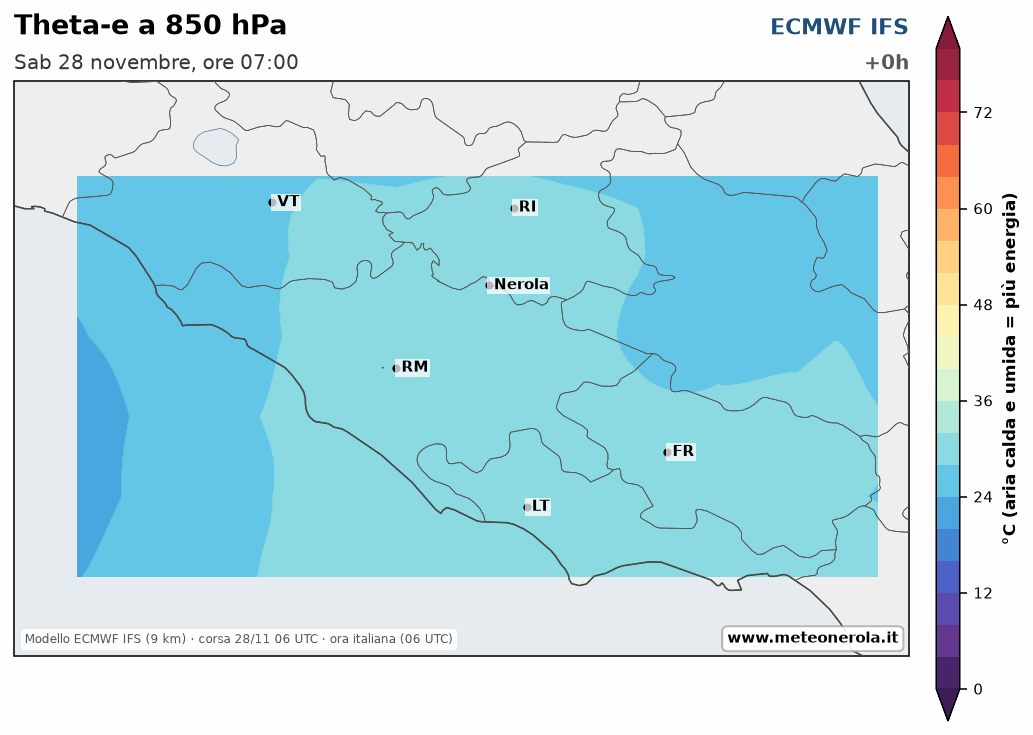 Theta-e a 850 hPa
ECMWF IFS
Sab 28 novembre, ore 07:00
+0h
72
60
48
36
24
12
0
°C (aria calda e umida = più energia)
VT
RI
Nerola
RM
FR
LT
Modello ECMWF IFS (9 km) · corsa 28/11 06 UTC · ora italiana (06 UTC)
www.meteonerola.it